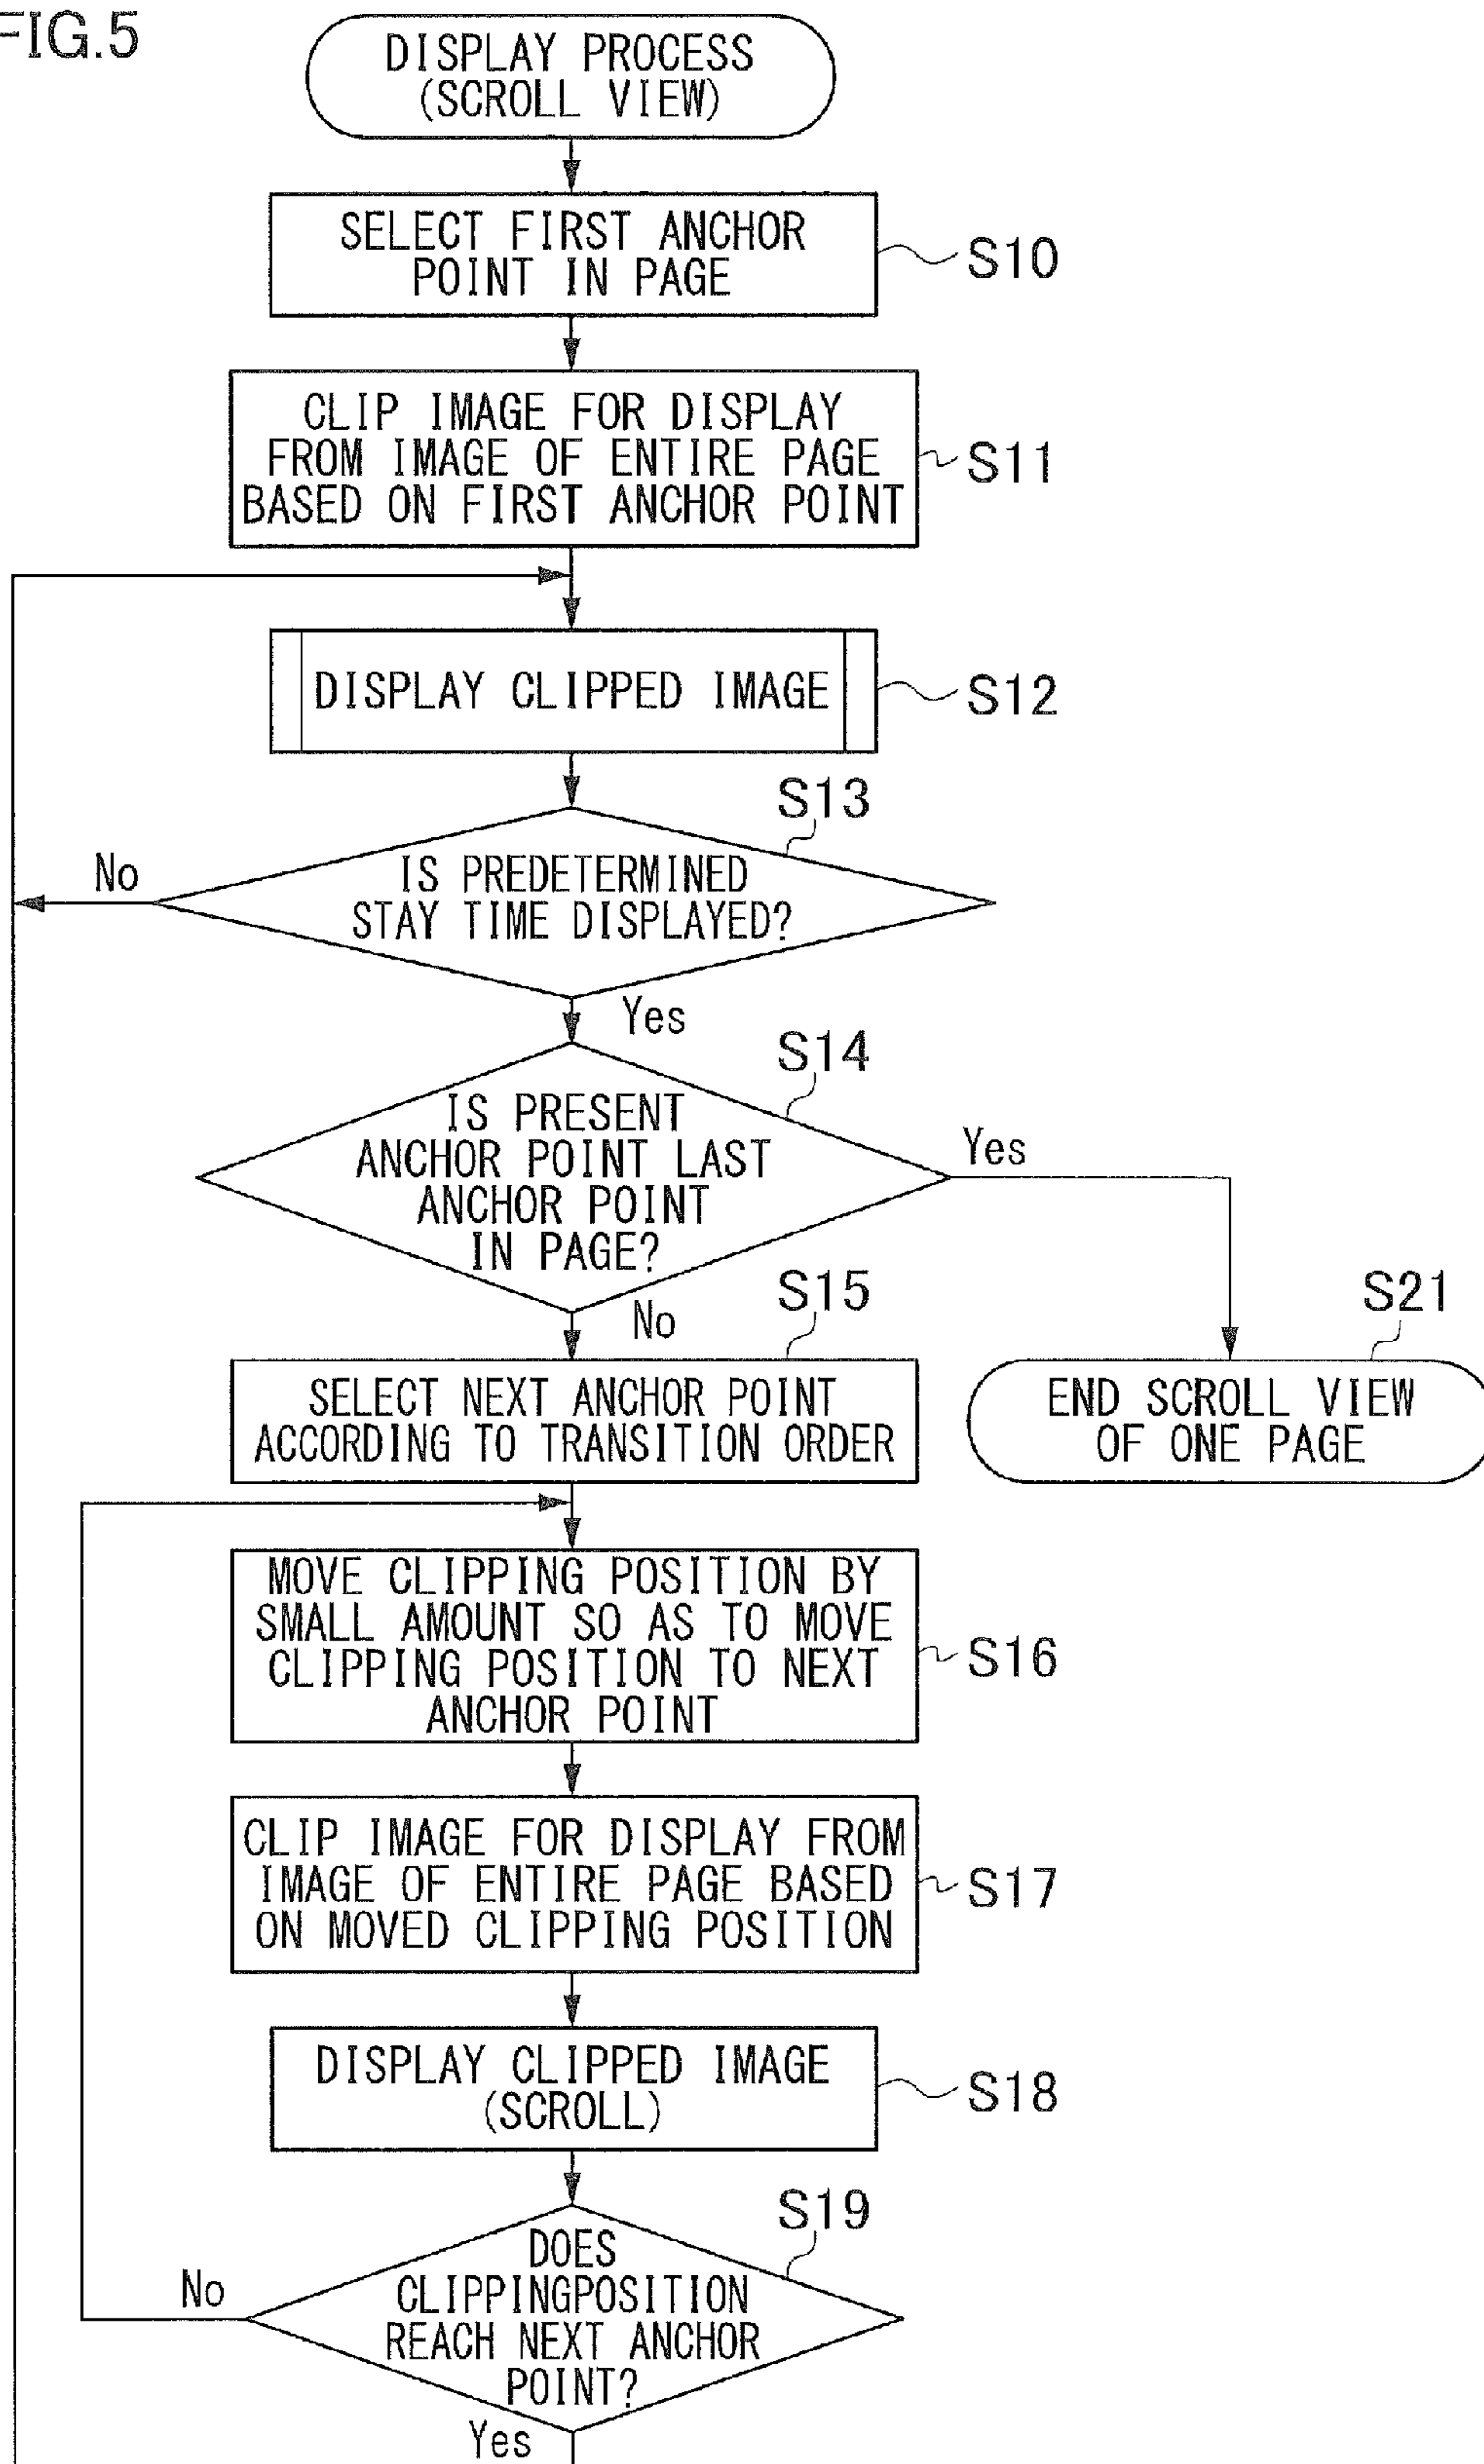 FIG.5
DISPLAY PROCESS
(SCROLL VIEW)
SELECT FIRST ANCHOR
POINT IN PAGE
S10
CLIP IMAGE FOR DISPLAY
FROM IMAGE OF ENTIRE PAGE
BASED ON FIRST ANCHOR POINT
S11
DISPLAY CLIPPED IMAGE
S12
S13
No
IS PREDETERMINED
STAY TIME DISPLAYED?
Yes
S14
IS PRESENT
ANCHOR POINT LAST
ANCHOR POINT
IN PAGE?
Yes
No
S15
S21
SELECT NEXT ANCHOR POINT
ACCORDING TO TRANSITION ORDER
END SCROLL VIEW
OF ONE PAGE
MOVE CLIPPING POSITION BY
SMALL AMOUNT SO AS TO MOVE
CLIPPING POSITION TO NEXT
ANCHOR POINT
S16
CLIP IMAGE FOR DISPLAY FROM
IMAGE OF ENTIRE PAGE BASED
ON MOVED CLIPPING POSITION
S17
DISPLAY CLIPPED IMAGE
(SCROLL)
S18
S19
No
DOES
CLIPPINGPOSITION
REACH NEXT ANCHOR
POINT?
Yes